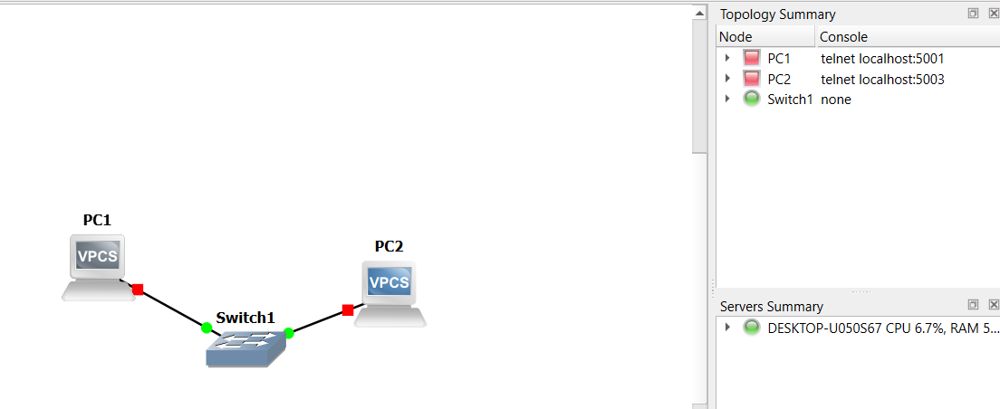 PC1
VPCS
PC2
VPCS
Switch1
Topology Summary
Node Console
PC1 telnet localhost:5001
PC2 telnet localhost:5003
Switch1 none
Servers Summary
DESKTOP-U050S67 CPU 6.7%, RAM 5...